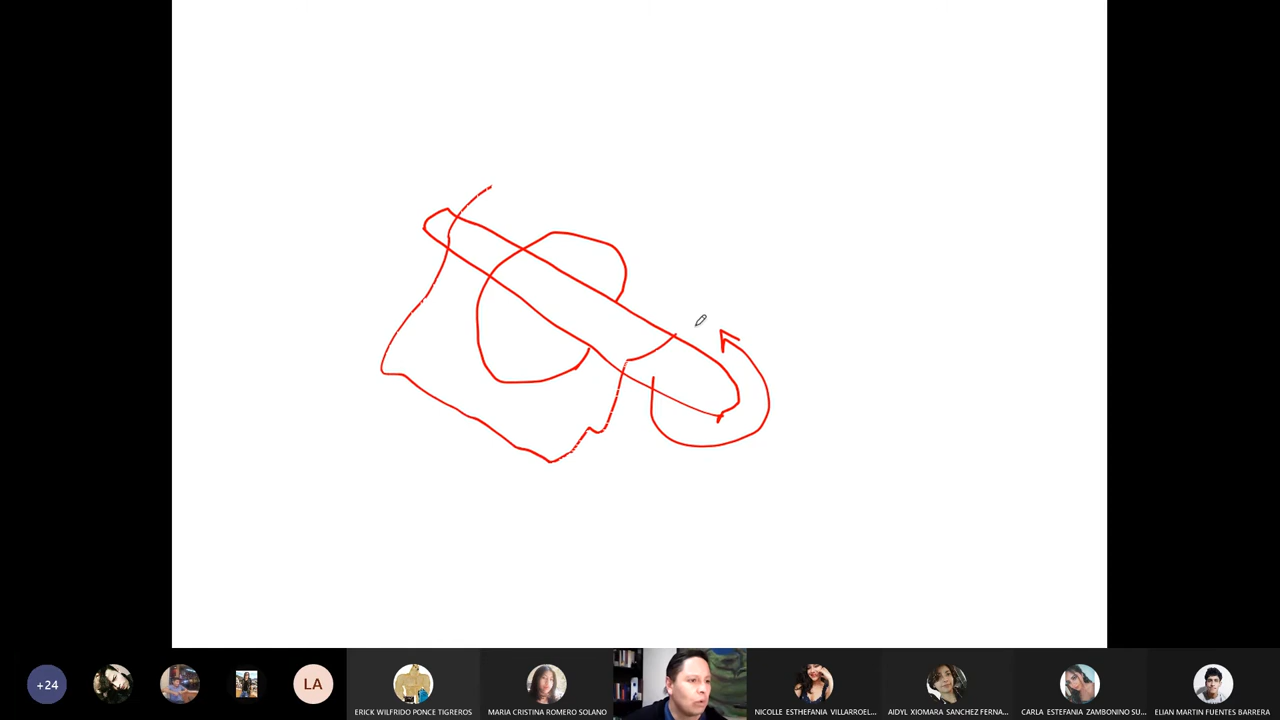 +24
LA
ERICK WILFRIDO PONCE TIGREROS
MARIA CRISTINA ROMERO SOLANO
NICOLLE ESTHEFANIA VILLARROEL...
AIDYL XIOMARA SANCHEZ FERNA...
CARLA ESTEFANIA ZAMBONINO SU...
ELIAN MARTIN FUENTES BARRERA